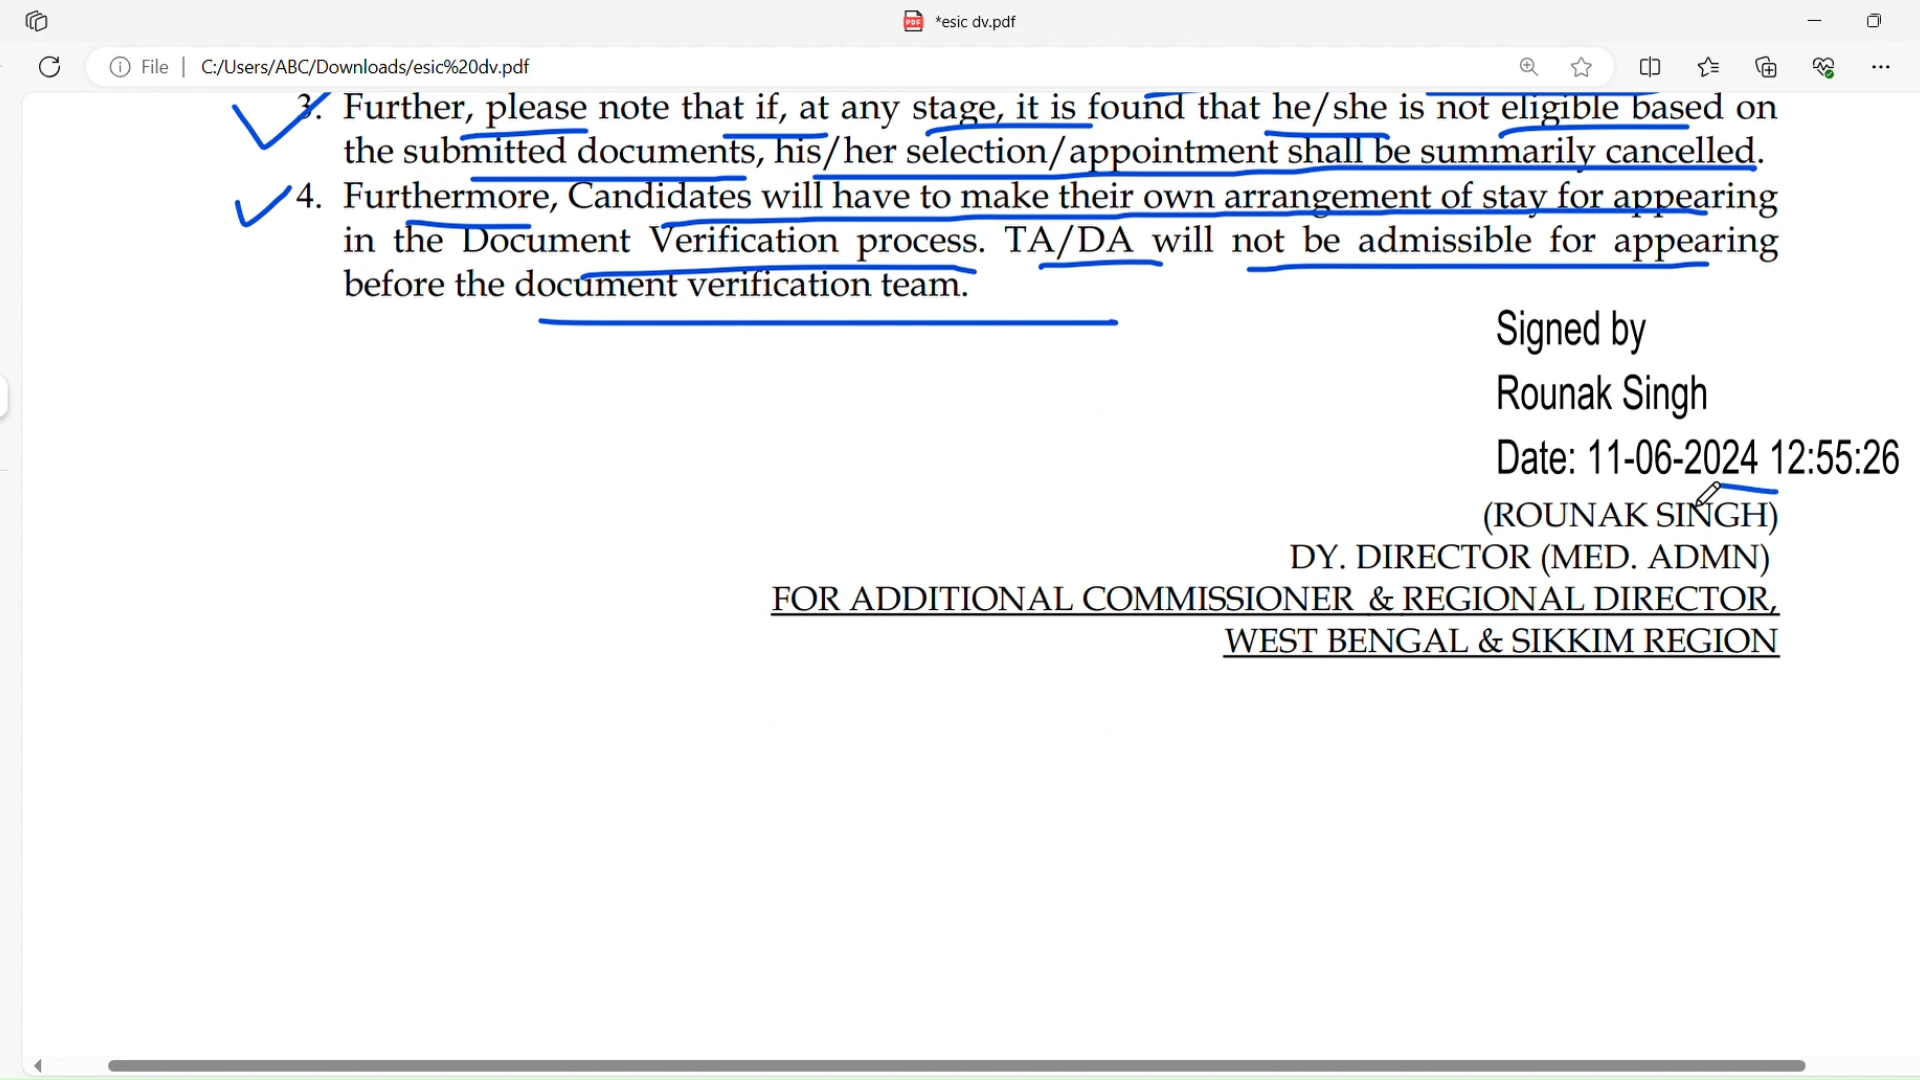 *esic dv.pdf
File | C:/Users/ABC/Downloads/esic%20dv.pdf
3. Further, please note that if, at any stage, it is found that he/she is not eligible based on
the submitted documents, his/her selection/appointment shall be summarily cancelled.
4. Furthermore, Candidates will have to make their own arrangement of stay for appearing
in the Document Verification process. TA/DA will not be admissible for appearing
before the document verification team.
Signed by
Rounak Singh
Date: 11-06-2024 12:55:26
(ROUNAK SINGH)
DY. DIRECTOR (MED. ADMN)
FOR ADDITIONAL COMMISSIONER & REGIONAL DIRECTOR,
WEST BENGAL & SIKKIM REGION